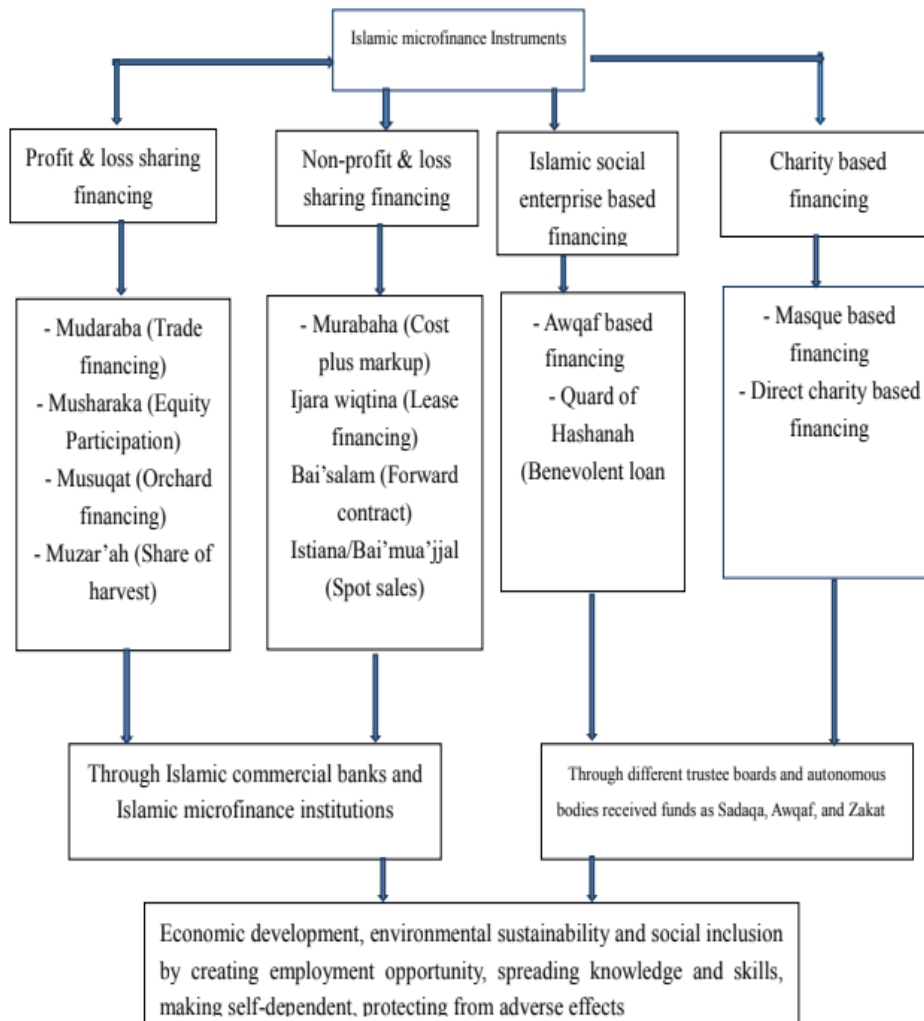 Islamic microfinance Instruments
Profit & loss sharing
financing
Non-profit & loss
sharing financing
Islamic social
enterprise based
financing
Charity based
financing
- Mudaraba (Trade
financing)
- Musharaka (Equity
Participation)
- Musuqat (Orchard
financing)
- Muzar’ah (Share of
harvest)
- Murabaha (Cost
plus markup)
Ijara wiqtina (Lease
financing)
Bai’salam (Forward
contract)
Istiana/Bai’mua’jjal
(Spot sales)
- Awqaf based
financing
- Quard of
Hashanah
(Benevolent loan
- Masque based
financing
- Direct charity based
financing
Through Islamic commercial banks and
Islamic microfinance institutions
Through different trustee boards and autonomous
bodies received funds as Sadaqa, Awqaf, and Zakat
Economic development, environmental sustainability and social inclusion
by creating employment opportunity, spreading knowledge and skills,
making self-dependent, protecting from adverse effects